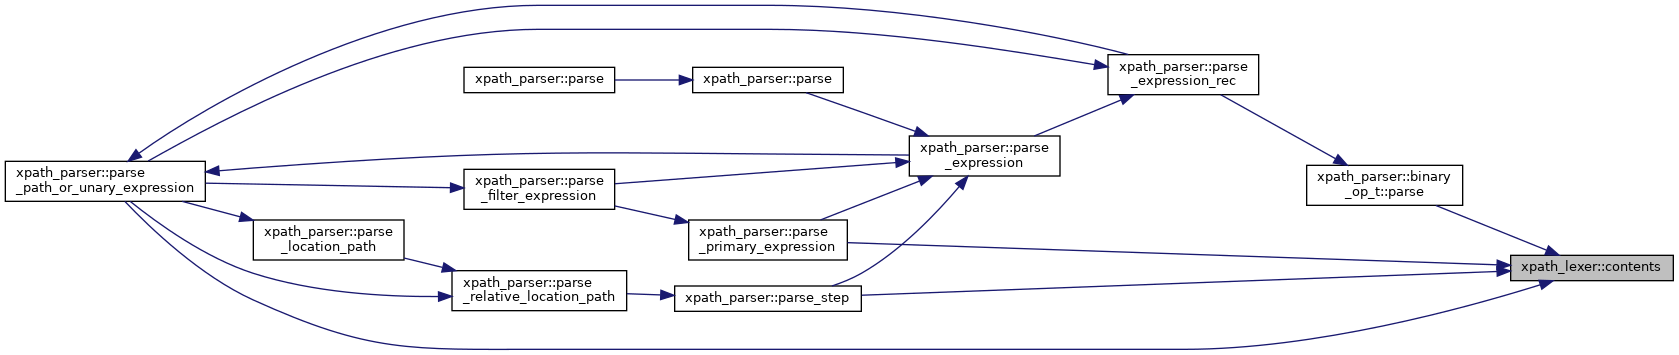 xpath_parser::parse
_expression_rec
xpath_parser::parse
xpath_parser::parse
xpath_parser::parse
_expression
xpath_parser::parse
_path_or_unary_expression
xpath_parser::parse
_filter_expression
xpath_parser::binary
_op_t::parse
xpath_parser::parse
_location_path
xpath_parser::parse
_primary_expression
xpath_lexer::contents
xpath_parser::parse
_relative_location_path
xpath_parser::parse_step